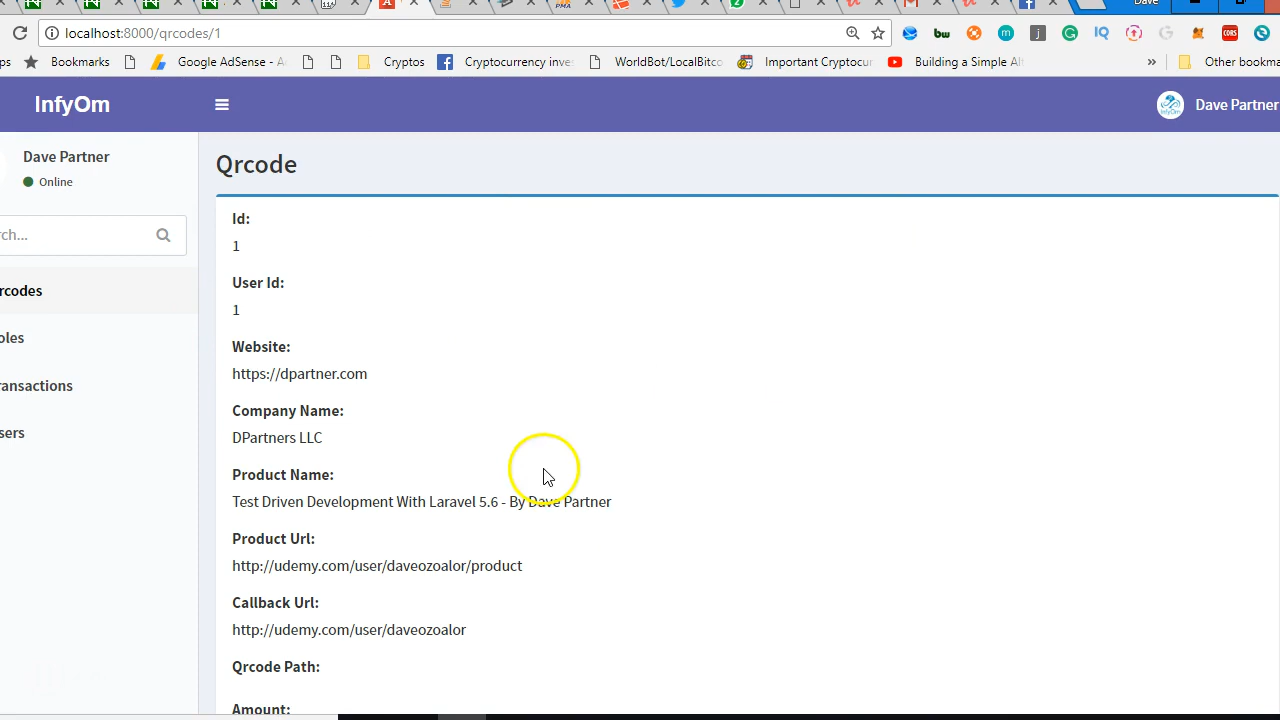 Dave
localhost:8000/qrcodes/1
ps Bookmarks Google AdSense - A Cryptos Cryptocurrency inve: WorldBot/LocalBitco Important Cryptocur Building a Simple Alt » Other bookma
InfyOm
Dave Partner
Dave Partner
Online
rch...
rcodes
oles
ransactions
sers
Qrcode
Id:
1
User Id:
1
Website:
https://dpartner.com
Company Name:
DPartners LLC
Product Name:
Test Driven Development With Laravel 5.6 - By Dave Partner
Product Url:
http://udemy.com/user/daveozoalor/product
Callback Url:
http://udemy.com/user/daveozoalor
Qrcode Path:
Amount: